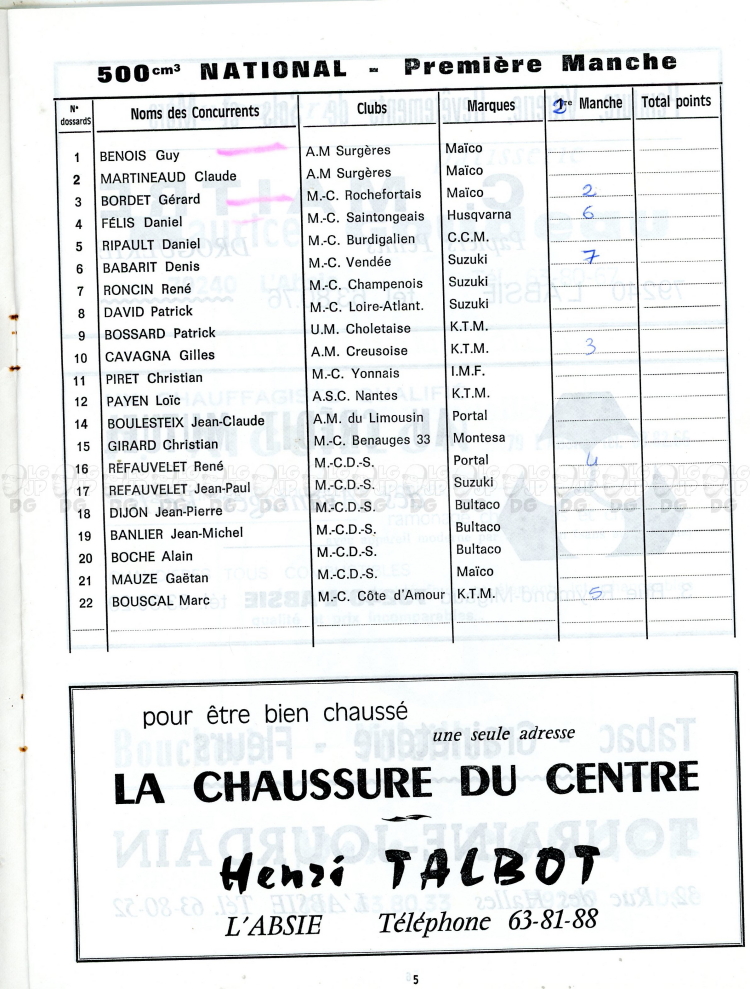 500cm³ NATIONAL - Première Manche
N° dossards Noms des Concurrents Clubs Marques 2re Manche Total points
1 BENOIS Guy A.M Surgères Maïco
2 MARTINEAUD Claude A.M Surgères Maïco
3 BORDET Gérard M.-C. Rochefortais Maïco 2
4 FÉLIS Daniel M.-C. Saintongeais Husqvarna 6
5 RIPAULT Daniel M.-C. Burdigalien C.C.M.
6 BABARIT Denis M.-C. Vendée Suzuki 7
7 RONCIN René M.-C. Champenois Suzuki
8 DAVID Patrick M.-C. Loire-Atlant. Suzuki
9 BOSSARD Patrick U.M. Choletaise K.T.M.
10 CAVAGNA Gilles A.M. Creusoise K.T.M. 3
11 PIRET Christian M.-C. Yonnais I.M.F.
12 PAYEN Loïc A.S.C. Nantes K.T.M.
14 BOULESTEIX Jean-Claude A.M. du Limousin Portal
15 GIRARD Christian M.-C. Benauges 33 Montesa
16 REFAUVELET René M.-C.D.-S. Portal 4
17 REFAUVELET Jean-Paul M.-C.D.-S. Suzuki
18 DIJON Jean-Pierre M.-C.D.-S. Bultaco
19 BANLIER Jean-Michel M.-C.D.-S. Bultaco
20 BOCHE Alain M.-C.D.-S. Bultaco
21 MAUZE Gaëtan M.-C.D.-S. Maïco
22 BOUSCAL Marc M.-C. Côte d'Amour K.T.M. 5
pour être bien chaussé
une seule adresse
LA CHAUSSURE DU CENTRE
Henri TALBOT
L'ABSIE Téléphone 63-81-88
5